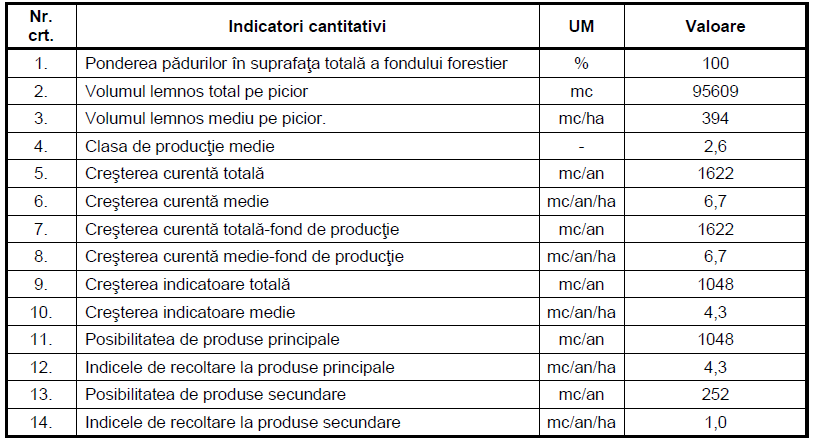 Nr. crt. Indicatori cantitativi UM Valoare
1. Ponderea pădurilor în suprafaţa totală a fondului forestier % 100
2. Volumul lemnos total pe picior mc 95609
3. Volumul lemnos mediu pe picior. mc/ha 394
4. Clasa de producţie medie - 2,6
5. Creşterea curentă totală mc/an 1622
6. Creşterea curentă medie mc/an/ha 6,7
7. Creşterea curentă totală-fond de producţie mc/an 1622
8. Creşterea curentă medie-fond de producţie mc/an/ha 6,7
9. Creşterea indicatoare totală mc/an 1048
10. Creşterea indicatoare medie mc/an/ha 4,3
11. Posibilitatea de produse principale mc/an 1048
12. Indicele de recoltare la produse principale mc/an/ha 4,3
13. Posibilitatea de produse secundare mc/an 252
14. Indicele de recoltare la produse secundare mc/an/ha 1,0